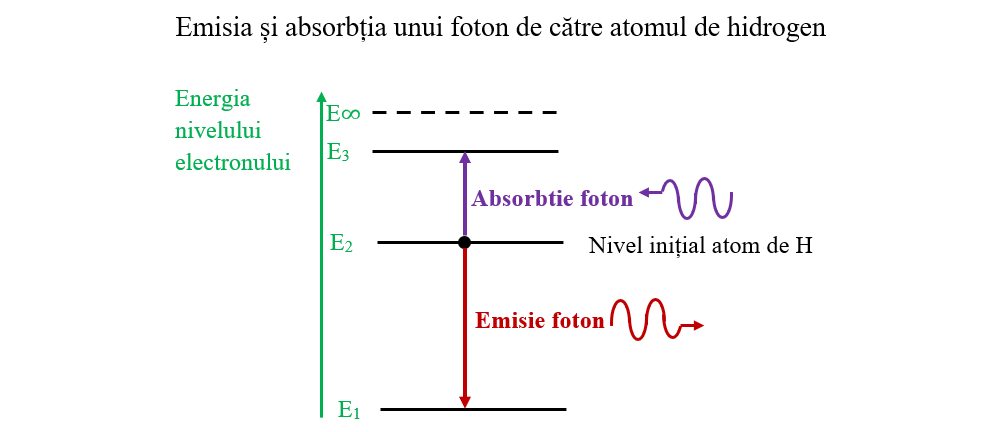 Emisia și absorbția unui foton de către atomul de hidrogen
Energia
nivelului
electronului
E∞
E₃
Absorbtie foton
E₂
Nivel inițial atom de H
Emisie foton
E₁